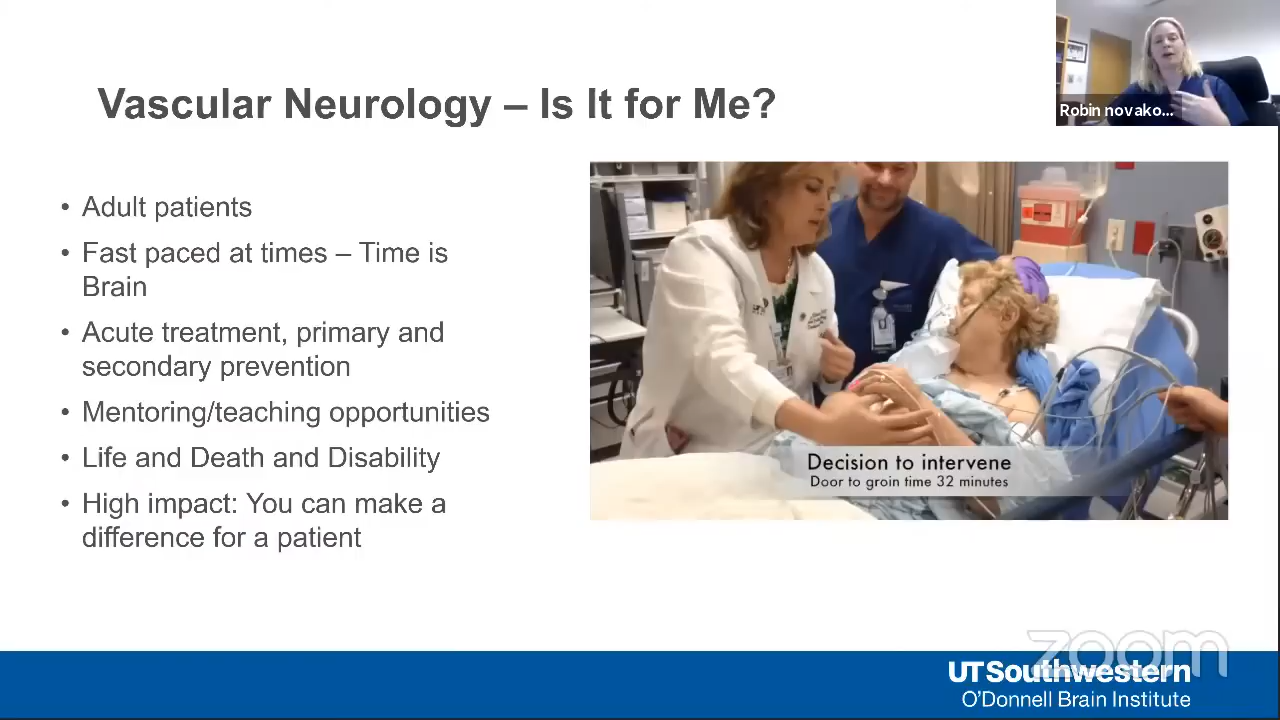 Vascular Neurology – Is It for Me?
Robin novako...
• Adult patients
• Fast paced at times – Time is
Brain
• Acute treatment, primary and
secondary prevention
• Mentoring/teaching opportunities
• Life and Death and Disability
• High impact: You can make a
difference for a patient
Decision to intervene
Door to groin time 32 minutes
zoom
UTSouthwestern
O'Donnell Brain Institute